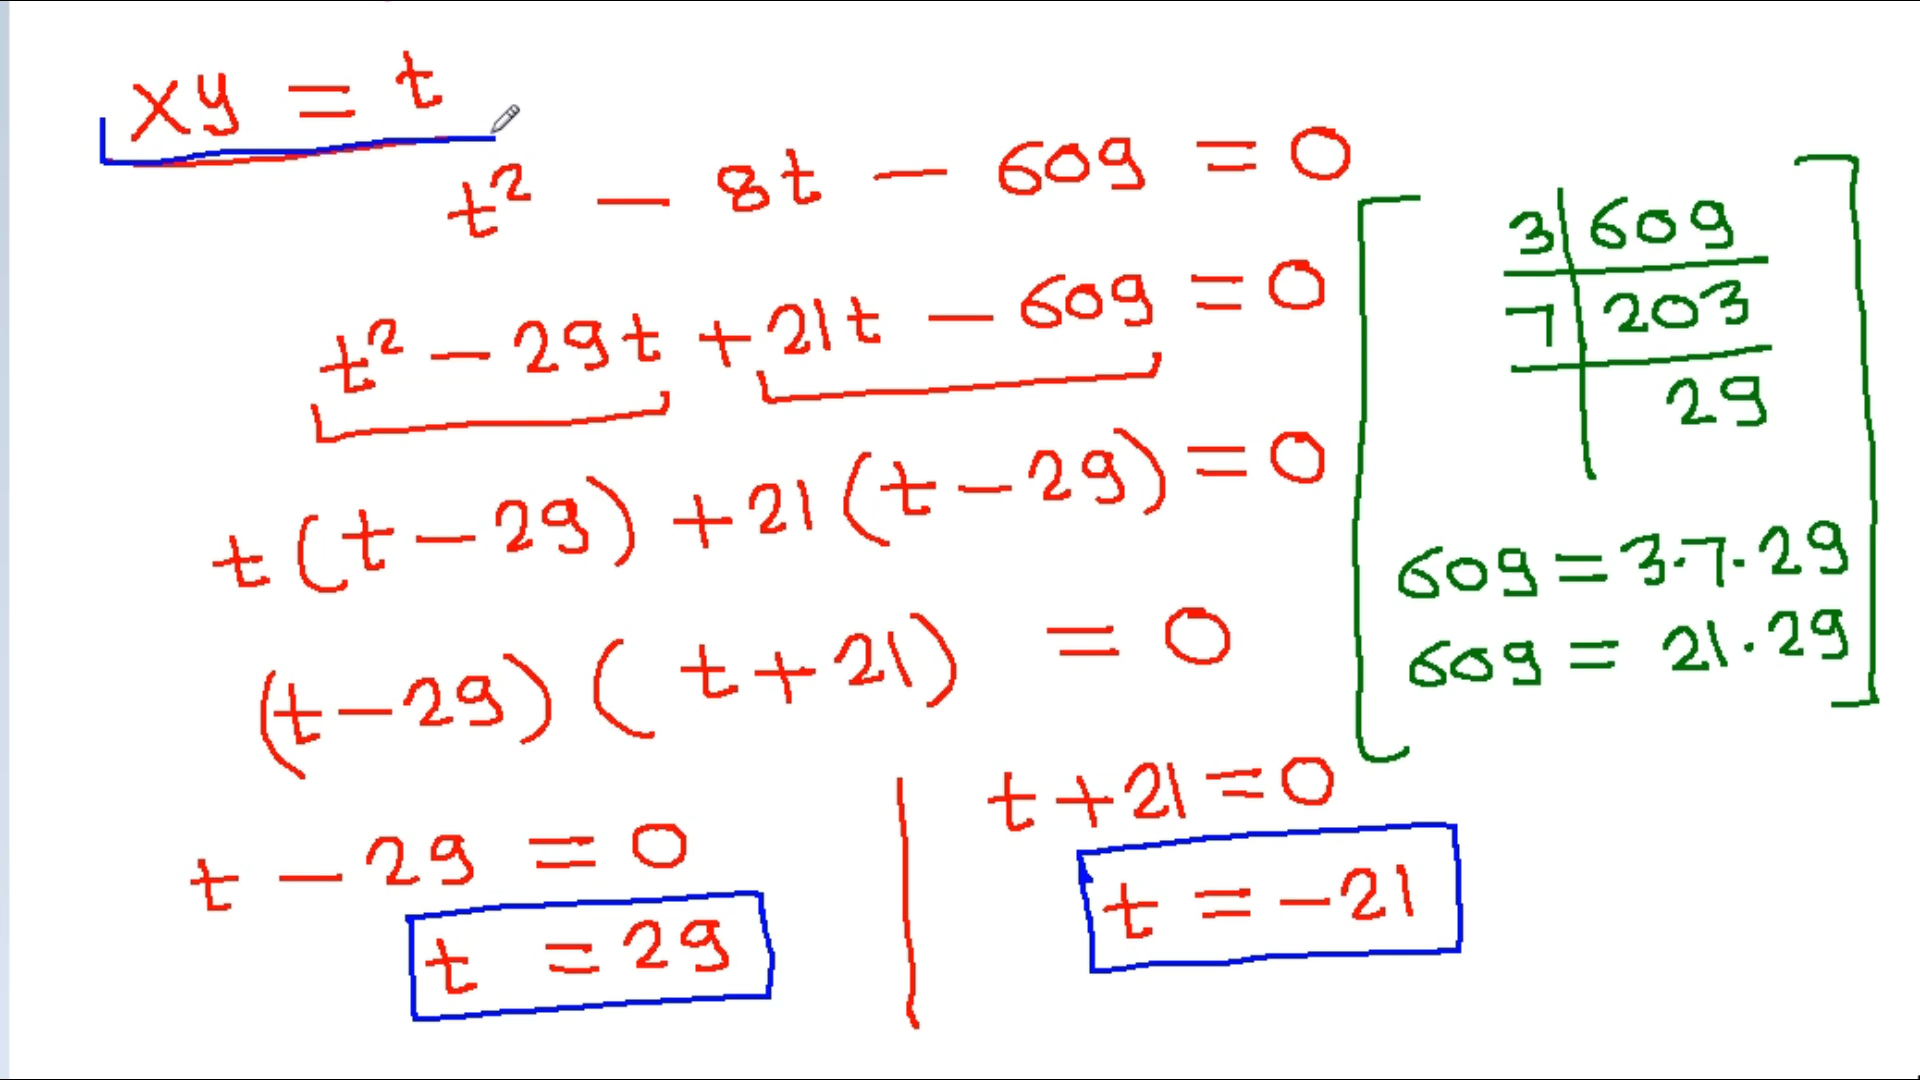 xy = t
t² - 8t - 609 = 0
t² - 29t + 21t - 609 = 0
t(t - 29) + 21(t - 29) = 0
(t - 29)(t + 21) = 0
t - 29 = 0
t = 29
t + 21 = 0
t = -21
3 | 609
7 | 203
29
609 = 3·7·29
609 = 21·29